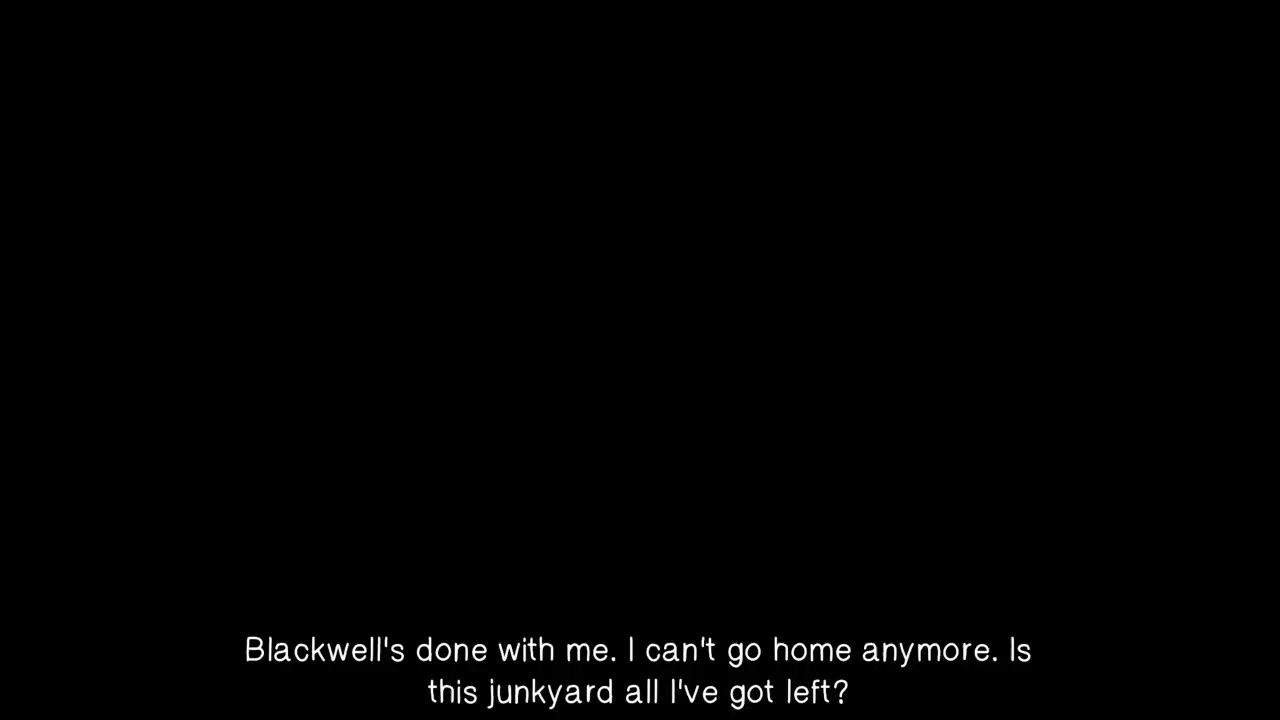 Blackwell's done with me. I can't go home anymore. Is
this junkyard all I've got left?